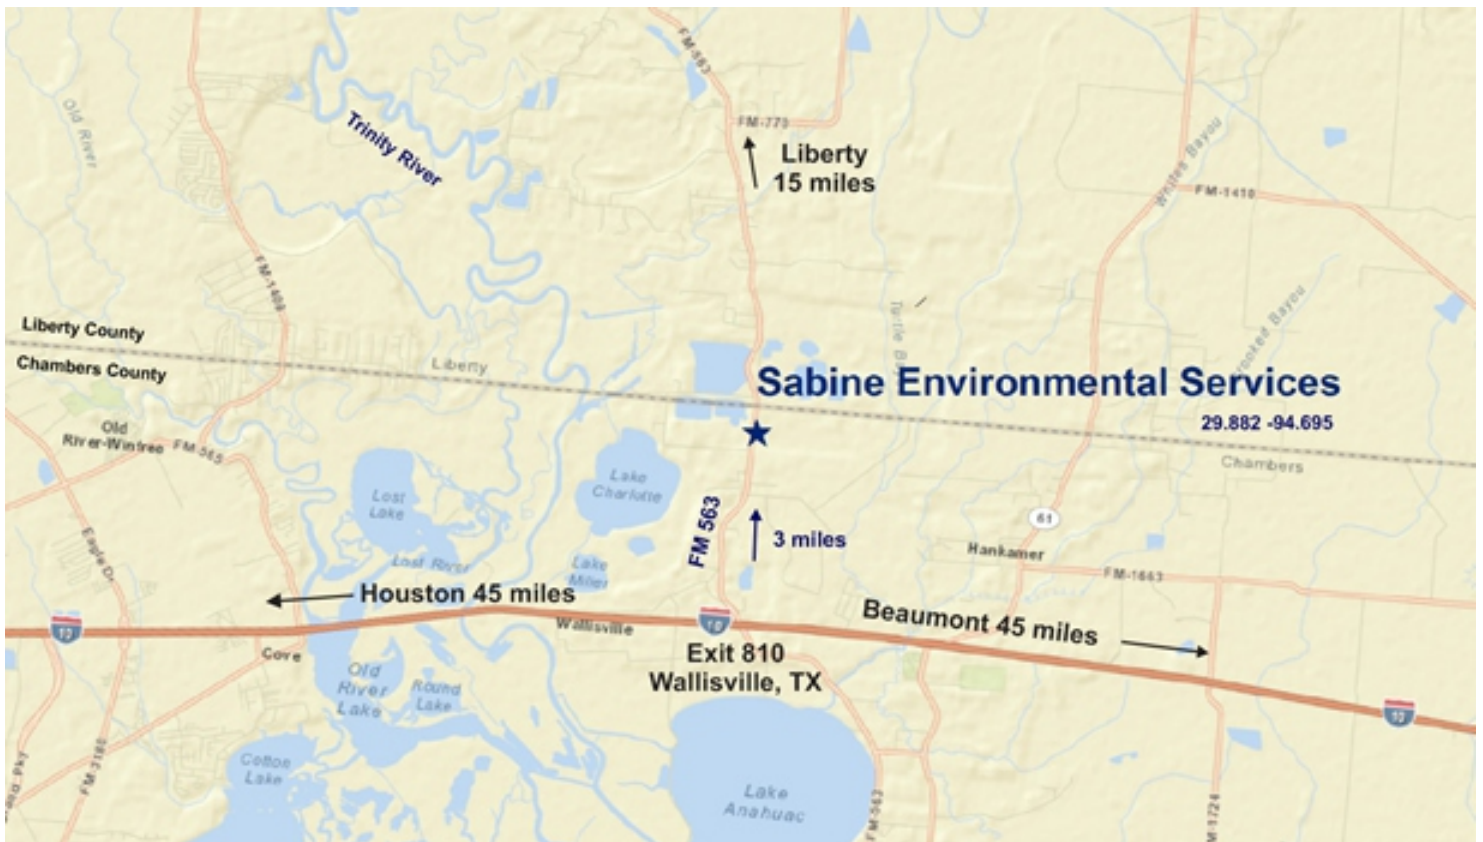 FM-563
Old River
Trinity River
FM-770
Liberty
15 miles
Whites Bayou
FM-1410
FM-1409
Turtle Bay
Liberty County
Chambers County
Liberty
Sabine Environmental Services
29.882 -94.695
Chambers
Old
River-Winfree
FM-565
Lake
Charlotte
Lost
Lake
FM 563
3 miles
61
Hankamer
FM-1663
Eagle Dr
Lost River
Lake
Miller
Houston 45 miles
Beaumont 45 miles
10
Wallisville
10
Cove
Exit 810
Wallisville, TX
Old
River
Lake
Round
Lake
10
Cotton
Lake
FM-3180
Lake
Anahuac
FM-563